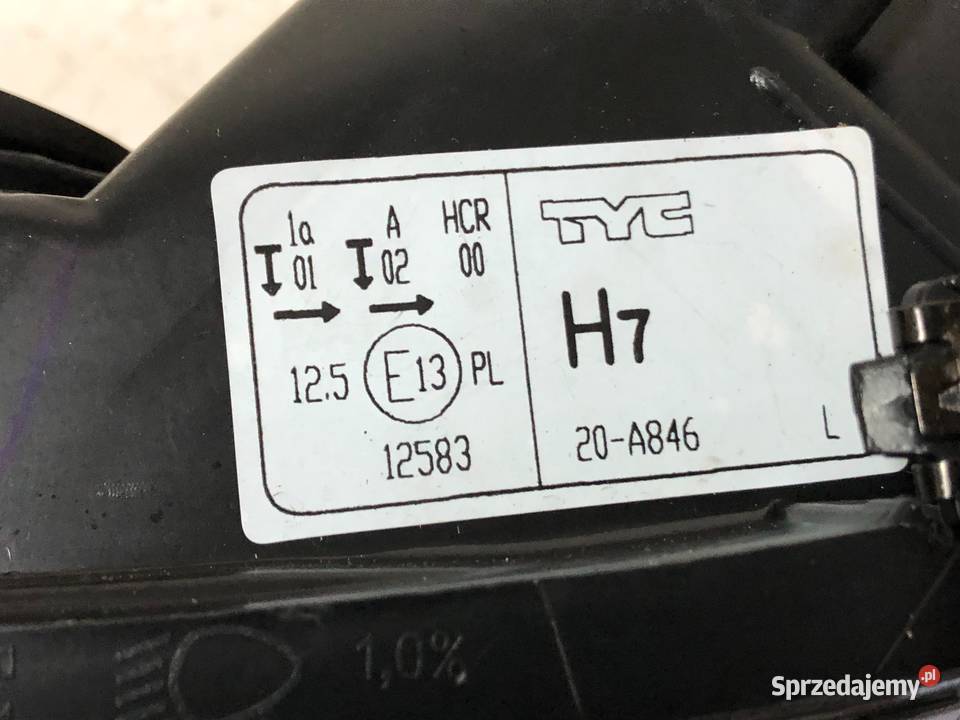 1a A HCR
01 02 00
12.5 E13 PL
12583
TYC
H7
20-A846 L
1,0%
Sprzedajemy.pl